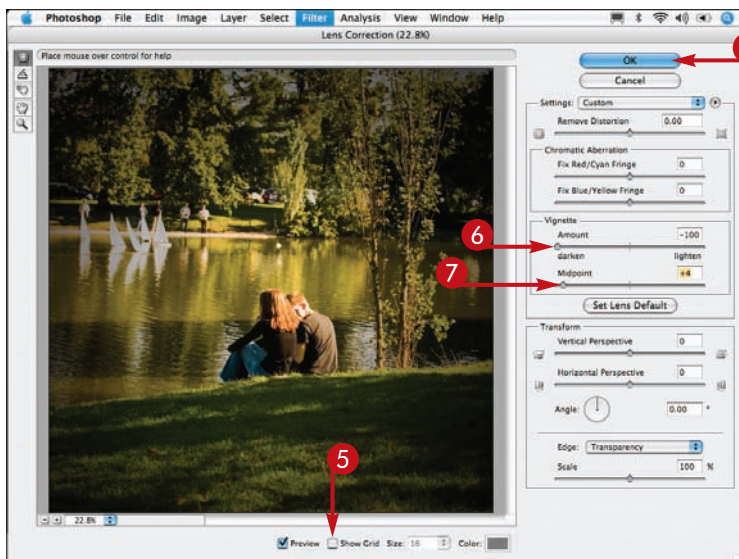 Photoshop File Edit Image Layer Select Filter Analysis View Window Help
Lens Correction (22.8%)
Place mouse over control for help
OK
Cancel
Settings: Custom
Remove Distortion 0.00
Chromatic Aberration
Fix Red/Cyan Fringe 0
Fix Blue/Yellow Fringe 0
Vignette
6
Amount -100
darken lighten
7
Midpoint +4
Set Lens Default
Transform
Vertical Perspective 0
Horizontal Perspective 0
Angle: 0.00 °
Edge: Transparency
Scale 100 %
5
22.8%
Preview Show Grid Size: 16 Color: